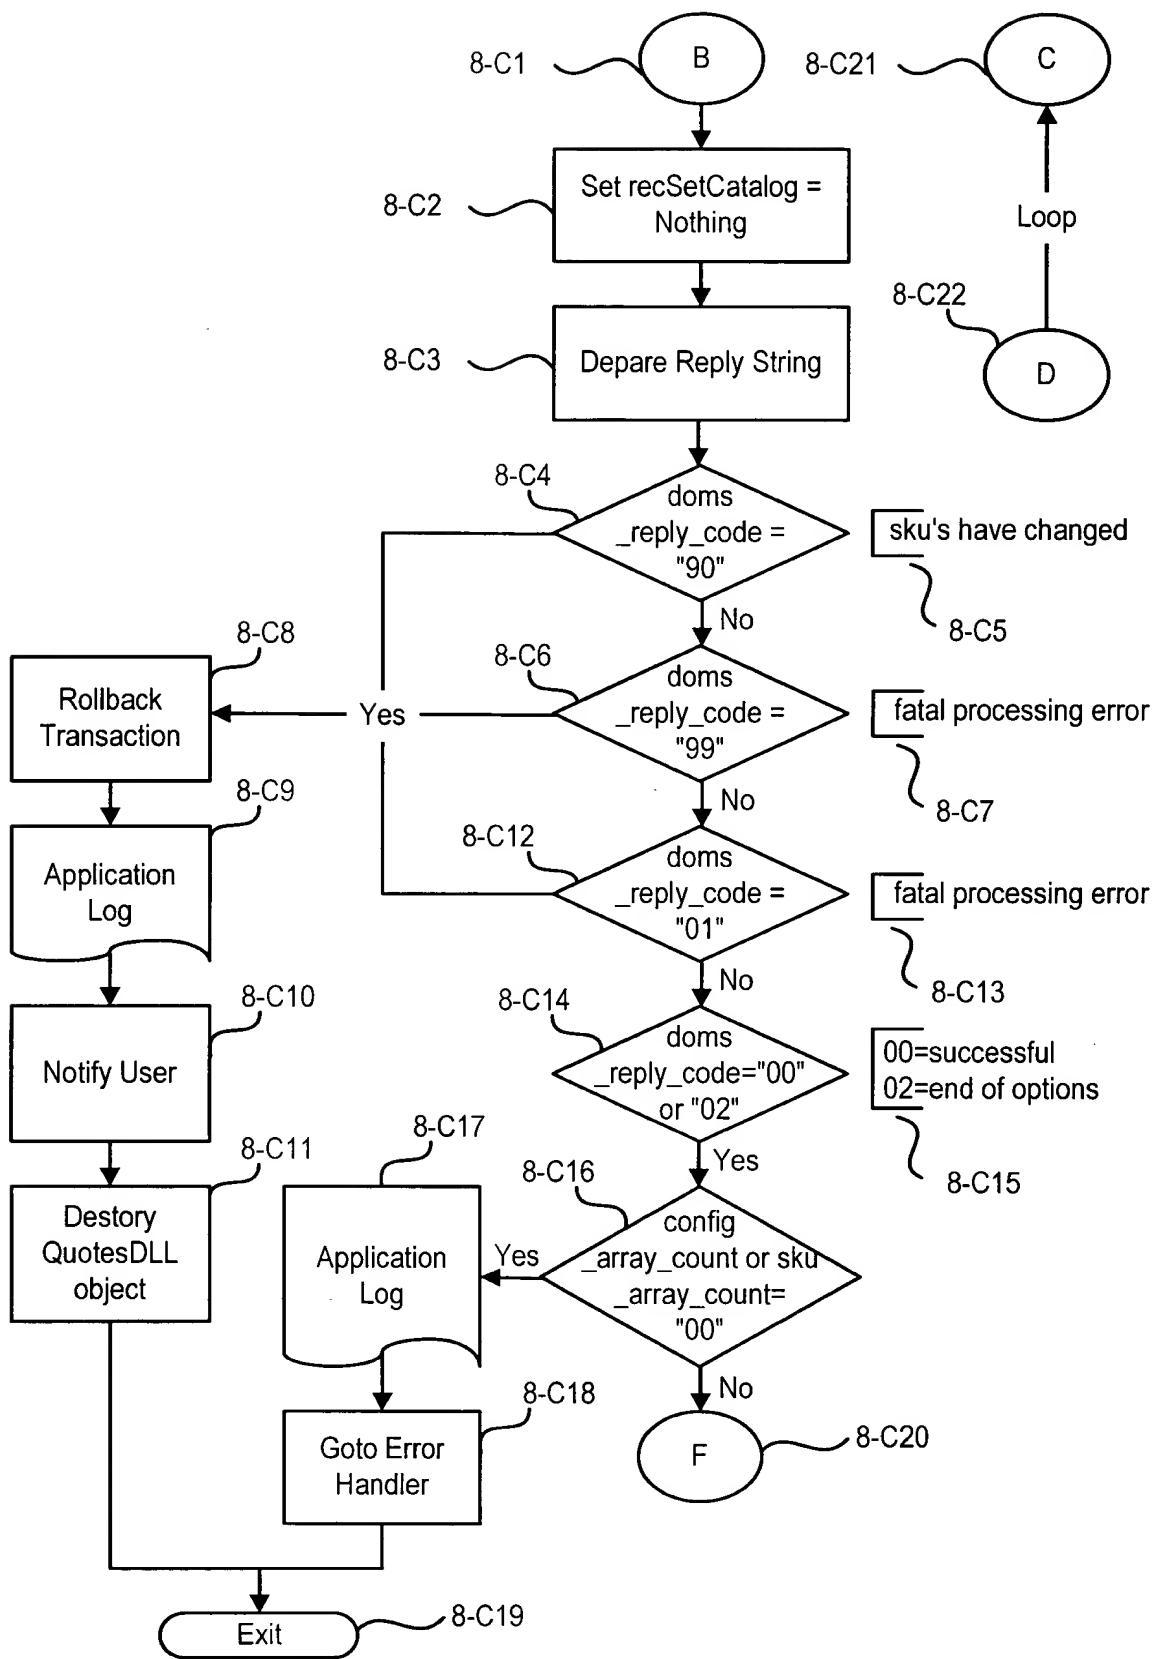 8-C1
B
8-C21
C
Set recSetCatalog =
Nothing
8-C2
Loop
8-C22
D
8-C3
Depare Reply String
8-C4
doms
_reply_code =
"90"
sku's have changed
8-C5
No
8-C8
Rollback
Transaction
Yes
8-C6
doms
_reply_code =
"99"
fatal processing error
8-C7
No
8-C9
Application
Log
8-C12
doms
_reply_code =
"01"
fatal processing error
8-C13
No
8-C10
Notify User
8-C14
doms
_reply_code="00"
or "02"
00=successful
02=end of options
8-C15
Yes
8-C11
Destory
QuotesDLL
object
8-C17
Application
Log
Yes
8-C16
config
_array_count or sku
_array_count=
"00"
No
8-C18
Goto Error
Handler
F
8-C20
Exit
8-C19